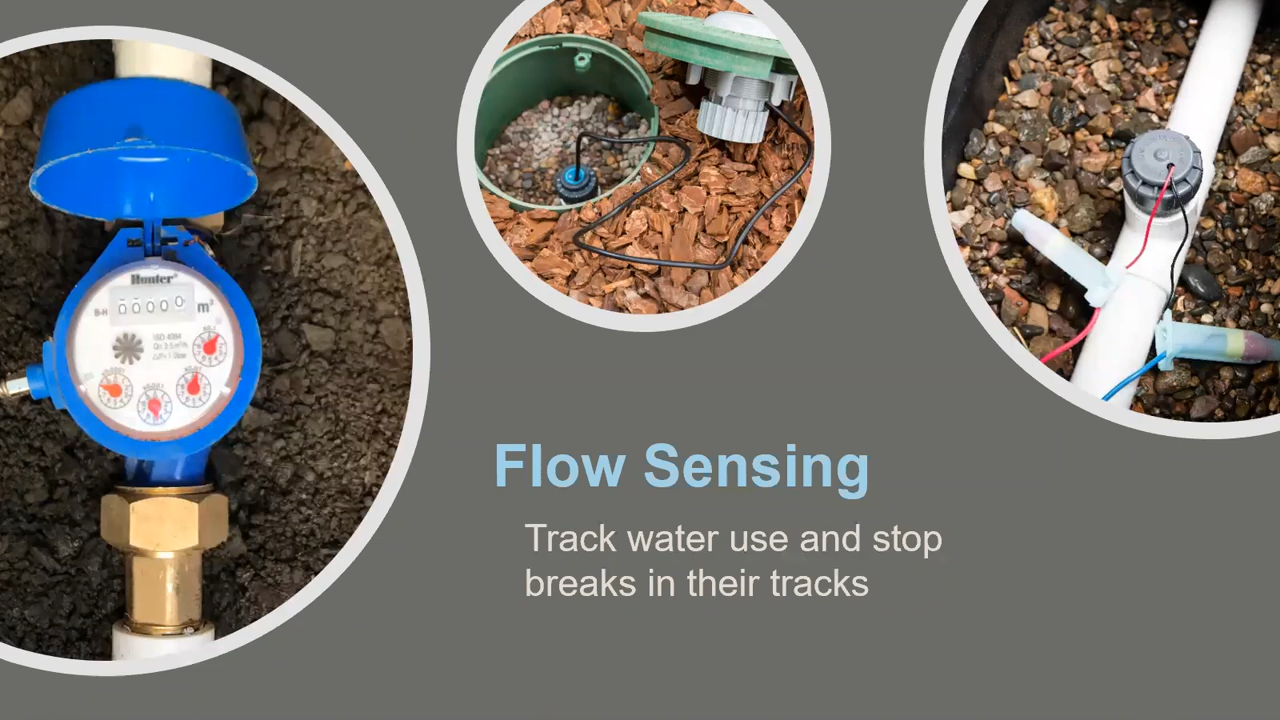 Hunter®
B-H
00000
m³
Flow Sensing
Track water use and stop
breaks in their tracks